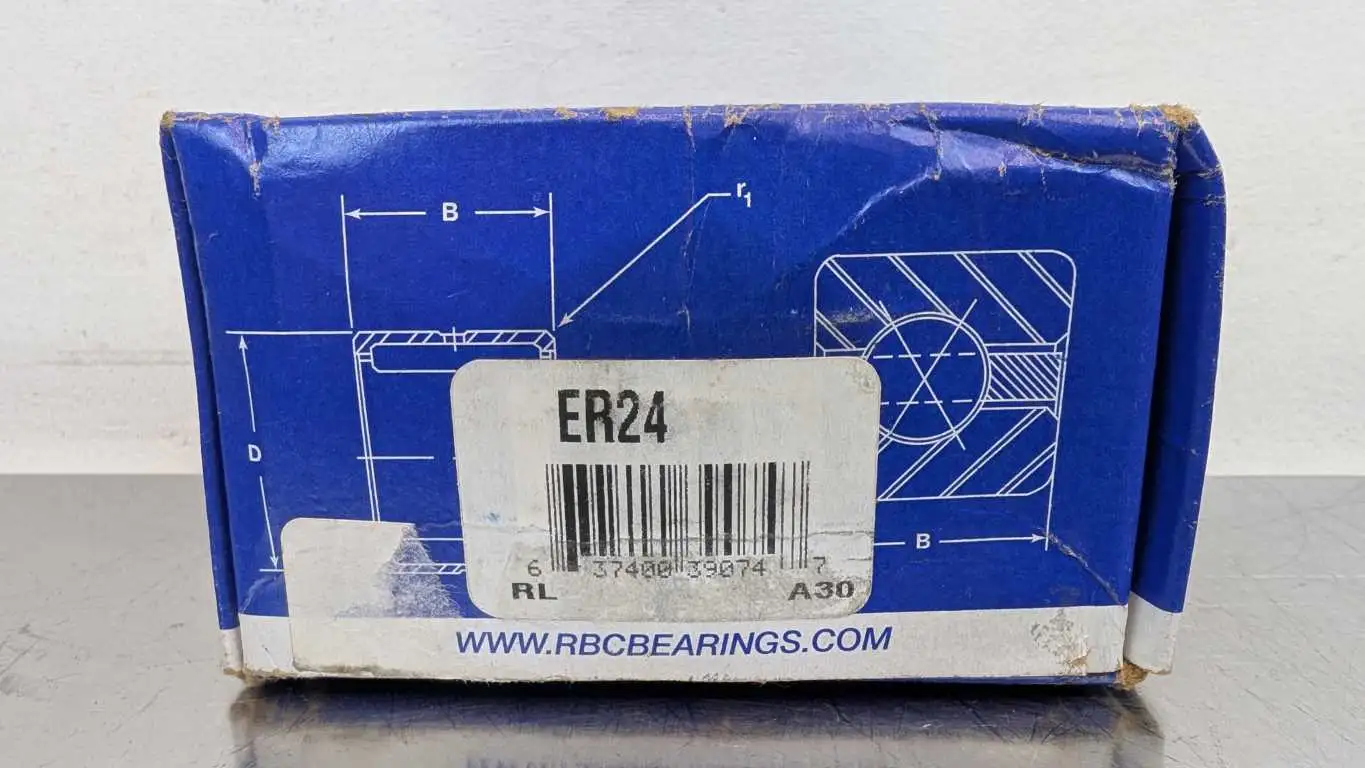 B
r1
D
ER24
6 37400 39074 7
RL A30
B
WWW.RBCBEARINGS.COM